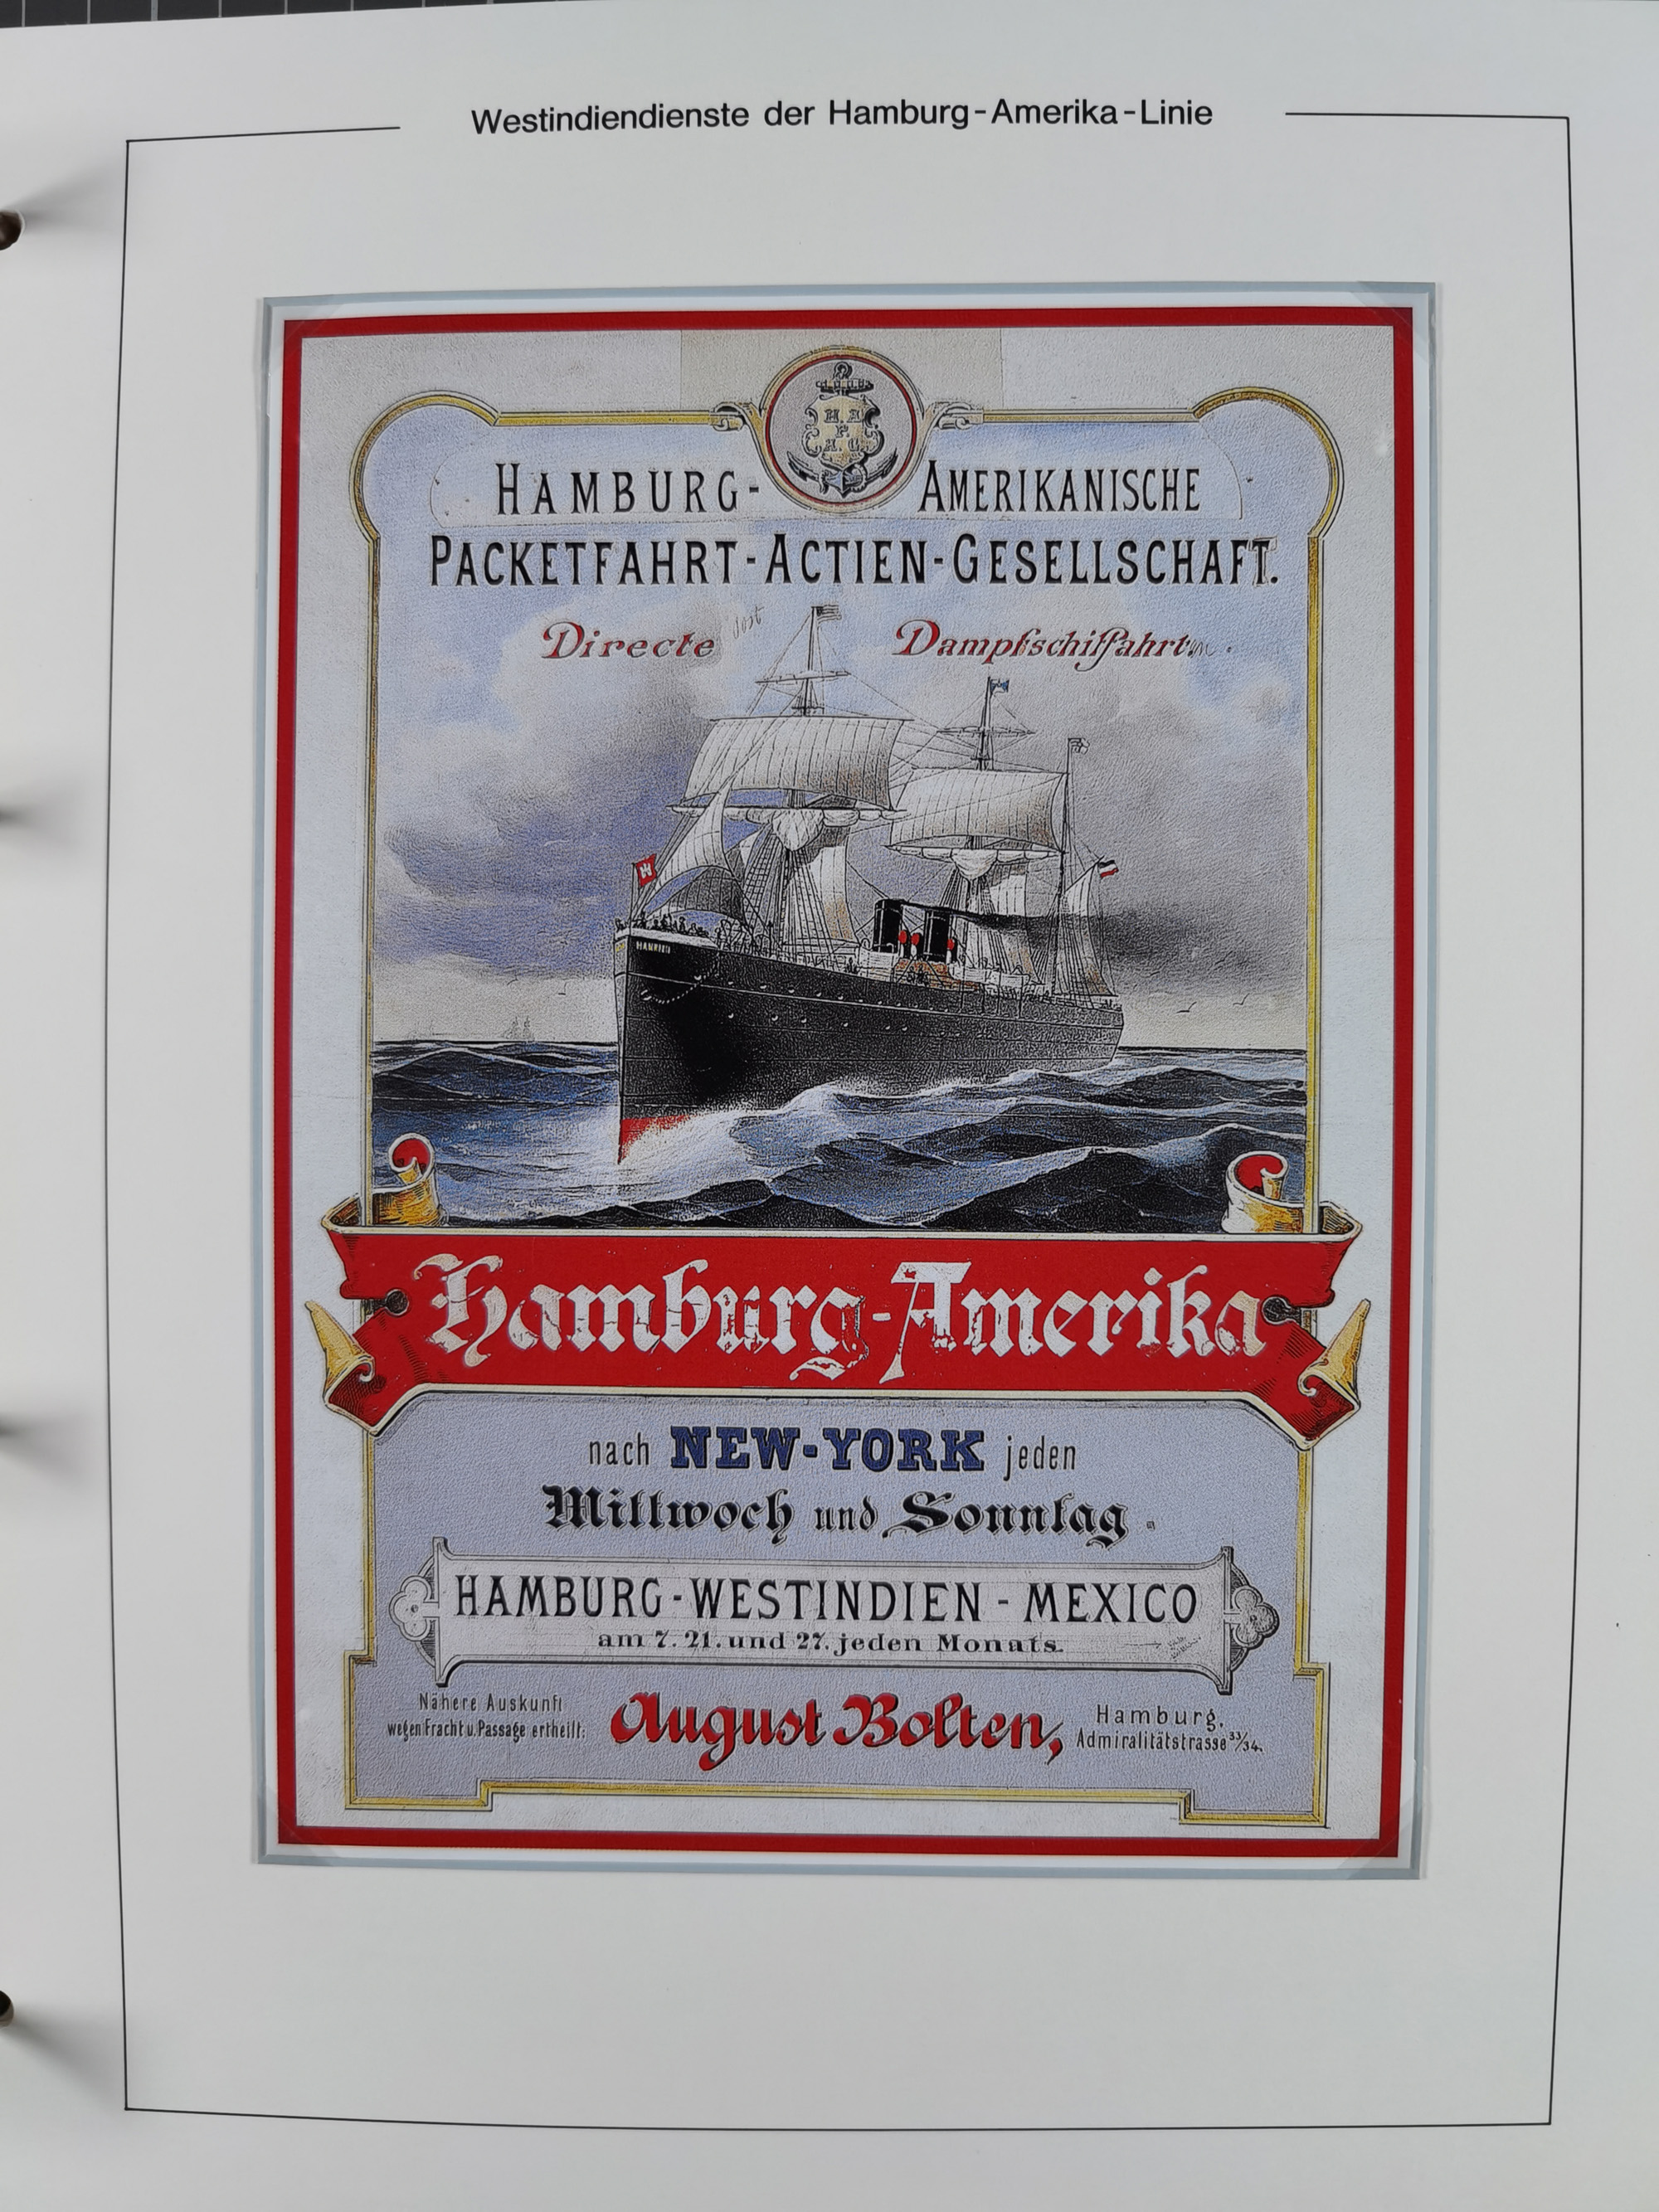 Westindiendienste der Hamburg-Amerika-Linie
H. A.
P.
A. G.
HAMBURG- AMERIKANISCHE
PACKETFAHRT-ACTIEN-GESELLSCHAFT.
Directe Post Dampfschiffahrten.
Hamburg-Amerika
nach NEW-YORK jeden
Mittwoch und Sonntag.
HAMBURG-WESTINDIEN-MEXICO
am 7. 21. und 27. jeden Monats.
Nähere Auskunft
wegen Fracht u. Passage ertheilt:
August Bolten,
Hamburg,
Admiralitätstrasse 33/34.